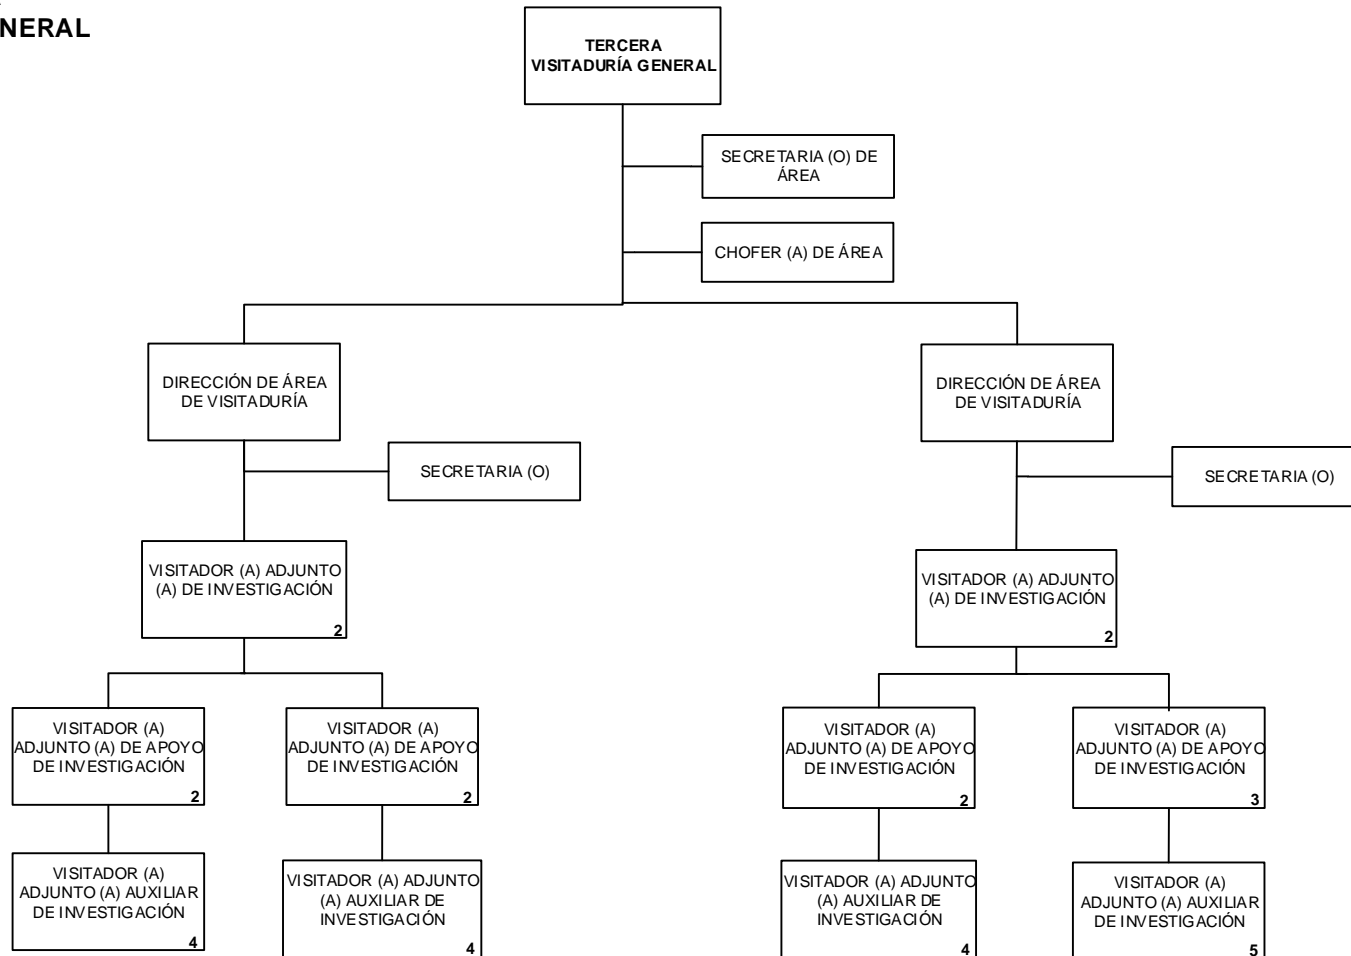 NERAL
TERCERA
VISITADURÍA GENERAL
SECRETARIA (O) DE
ÁREA
CHOFER (A) DE ÁREA
DIRECCIÓN DE ÁREA
DE VISITADURÍA
DIRECCIÓN DE ÁREA
DE VISITADURÍA
SECRETARIA (O)
SECRETARIA (O)
VISITADOR (A) ADJUNTO
(A) DE INVESTIGACIÓN
2
VISITADOR (A) ADJUNTO
(A) DE INVESTIGACIÓN
2
VISITADOR (A)
ADJUNTO (A) DE APOYO
DE INVESTIGACIÓN
2
VISITADOR (A)
ADJUNTO (A) DE APOYO
DE INVESTIGACIÓN
2
VISITADOR (A)
ADJUNTO (A) DE APOYO
DE INVESTIGACIÓN
2
VISITADOR (A)
ADJUNTO (A) DE APOYO
DE INVESTIGACIÓN
3
VISITADOR (A)
ADJUNTO (A) AUXILIAR
DE INVESTIGACIÓN
4
VISITADOR (A) ADJUNTO
(A) AUXILIAR DE
INVESTIGACIÓN
4
VISITADOR (A) ADJUNTO
(A) AUXILIAR DE
INVESTIGACIÓN
4
VISITADOR (A)
ADJUNTO (A) AUXILIAR
DE INVESTIGACIÓN
5